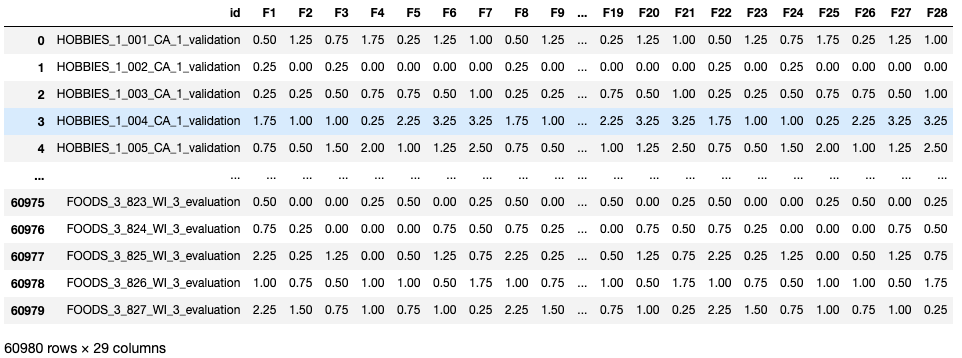 id F1 F2 F3 F4 F5 F6 F7 F8 F9 ... F19 F20 F21 F22 F23 F24 F25 F26 F27 F28
0 HOBBIES_1_001_CA_1_validation 0.50 1.25 0.75 1.75 0.25 1.25 1.00 0.50 1.25 ... 0.25 1.25 1.00 0.50 1.25 0.75 1.75 0.25 1.25 1.00
1 HOBBIES_1_002_CA_1_validation 0.25 0.00 0.25 0.00 0.00 0.00 0.00 0.25 0.00 ... 0.00 0.00 0.00 0.25 0.00 0.25 0.00 0.00 0.00 0.00
2 HOBBIES_1_003_CA_1_validation 0.25 0.25 0.50 0.75 0.75 0.50 1.00 0.25 0.25 ... 0.75 0.50 1.00 0.25 0.25 0.50 0.75 0.75 0.50 1.00
3 HOBBIES_1_004_CA_1_validation 1.75 1.00 1.00 0.25 2.25 3.25 3.25 1.75 1.00 ... 2.25 3.25 3.25 1.75 1.00 1.00 0.25 2.25 3.25 3.25
4 HOBBIES_1_005_CA_1_validation 0.75 0.50 1.50 2.00 1.00 1.25 2.50 0.75 0.50 ... 1.00 1.25 2.50 0.75 0.50 1.50 2.00 1.00 1.25 2.50
... ... ... ... ... ... ... ... ... ... ... ... ... ... ... ... ... ... ... ... ... ...
60975 FOODS_3_823_WI_3_evaluation 0.50 0.00 0.00 0.25 0.50 0.25 0.50 0.50 0.00 ... 0.50 0.25 0.50 0.50 0.00 0.00 0.25 0.50 0.00 0.25
60976 FOODS_3_824_WI_3_evaluation 0.75 0.25 0.00 0.00 0.00 0.75 0.50 0.75 0.25 ... 0.00 0.75 0.50 0.75 0.25 0.00 0.00 0.00 0.75 0.50
60977 FOODS_3_825_WI_3_evaluation 2.25 0.25 1.25 0.00 0.50 1.25 0.75 2.25 0.25 ... 0.50 1.25 0.75 2.25 0.25 1.25 0.00 0.50 1.25 0.75
60978 FOODS_3_826_WI_3_evaluation 1.00 0.75 0.50 1.00 1.00 0.50 1.75 1.00 0.75 ... 1.00 0.50 1.75 1.00 0.75 0.50 1.00 1.00 0.50 1.75
60979 FOODS_3_827_WI_3_evaluation 2.25 1.50 0.75 1.00 0.75 1.00 0.25 2.25 1.50 ... 0.75 1.00 0.25 2.25 1.50 0.75 1.00 0.75 1.00 0.25
60980 rows × 29 columns